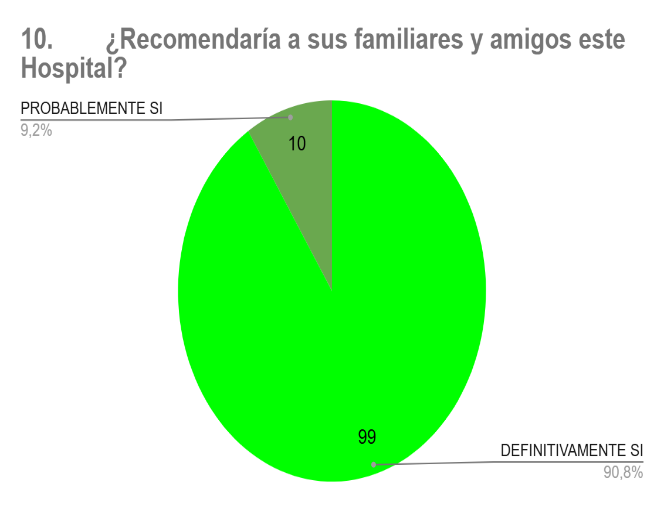 10. ¿Recomendaría a sus familiares y amigos este
Hospital?
PROBABLEMENTE SI
9,2%
10
99
DEFINITIVAMENTE SI
90,8%